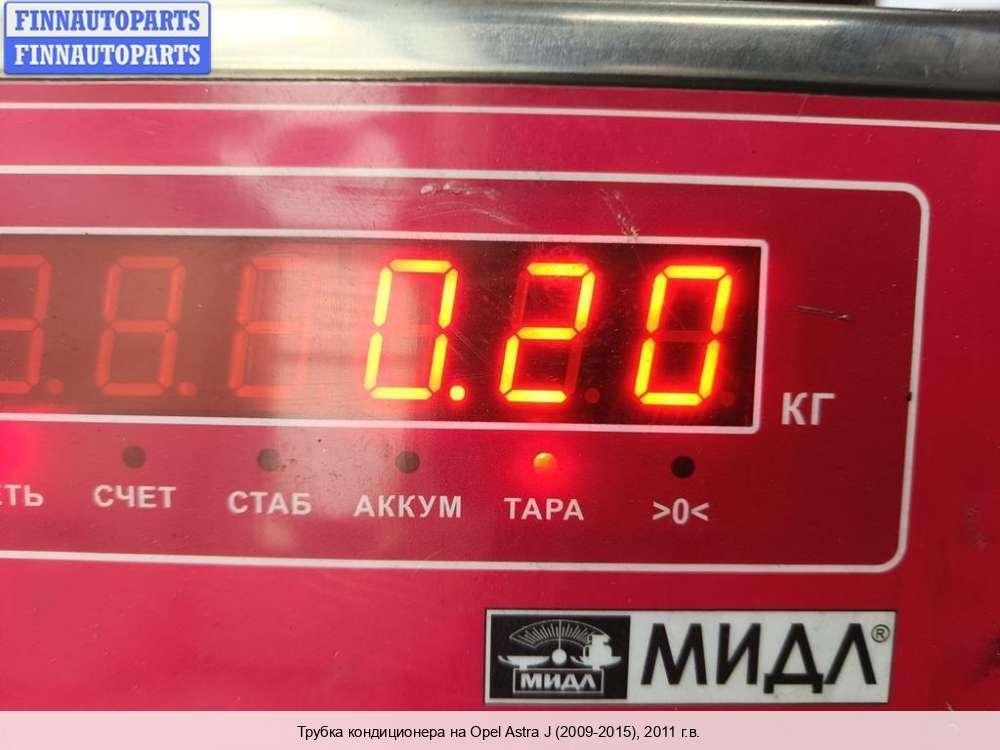 FINNAUTOPARTS
FINNAUTOPARTS
0.20
КГ
СЧЕТ СТАБ АККУМ ТАРА >0<
МИДЛ
МИДЛ®
Трубка кондиционера на Opel Astra J (2009-2015), 2011 г.в.